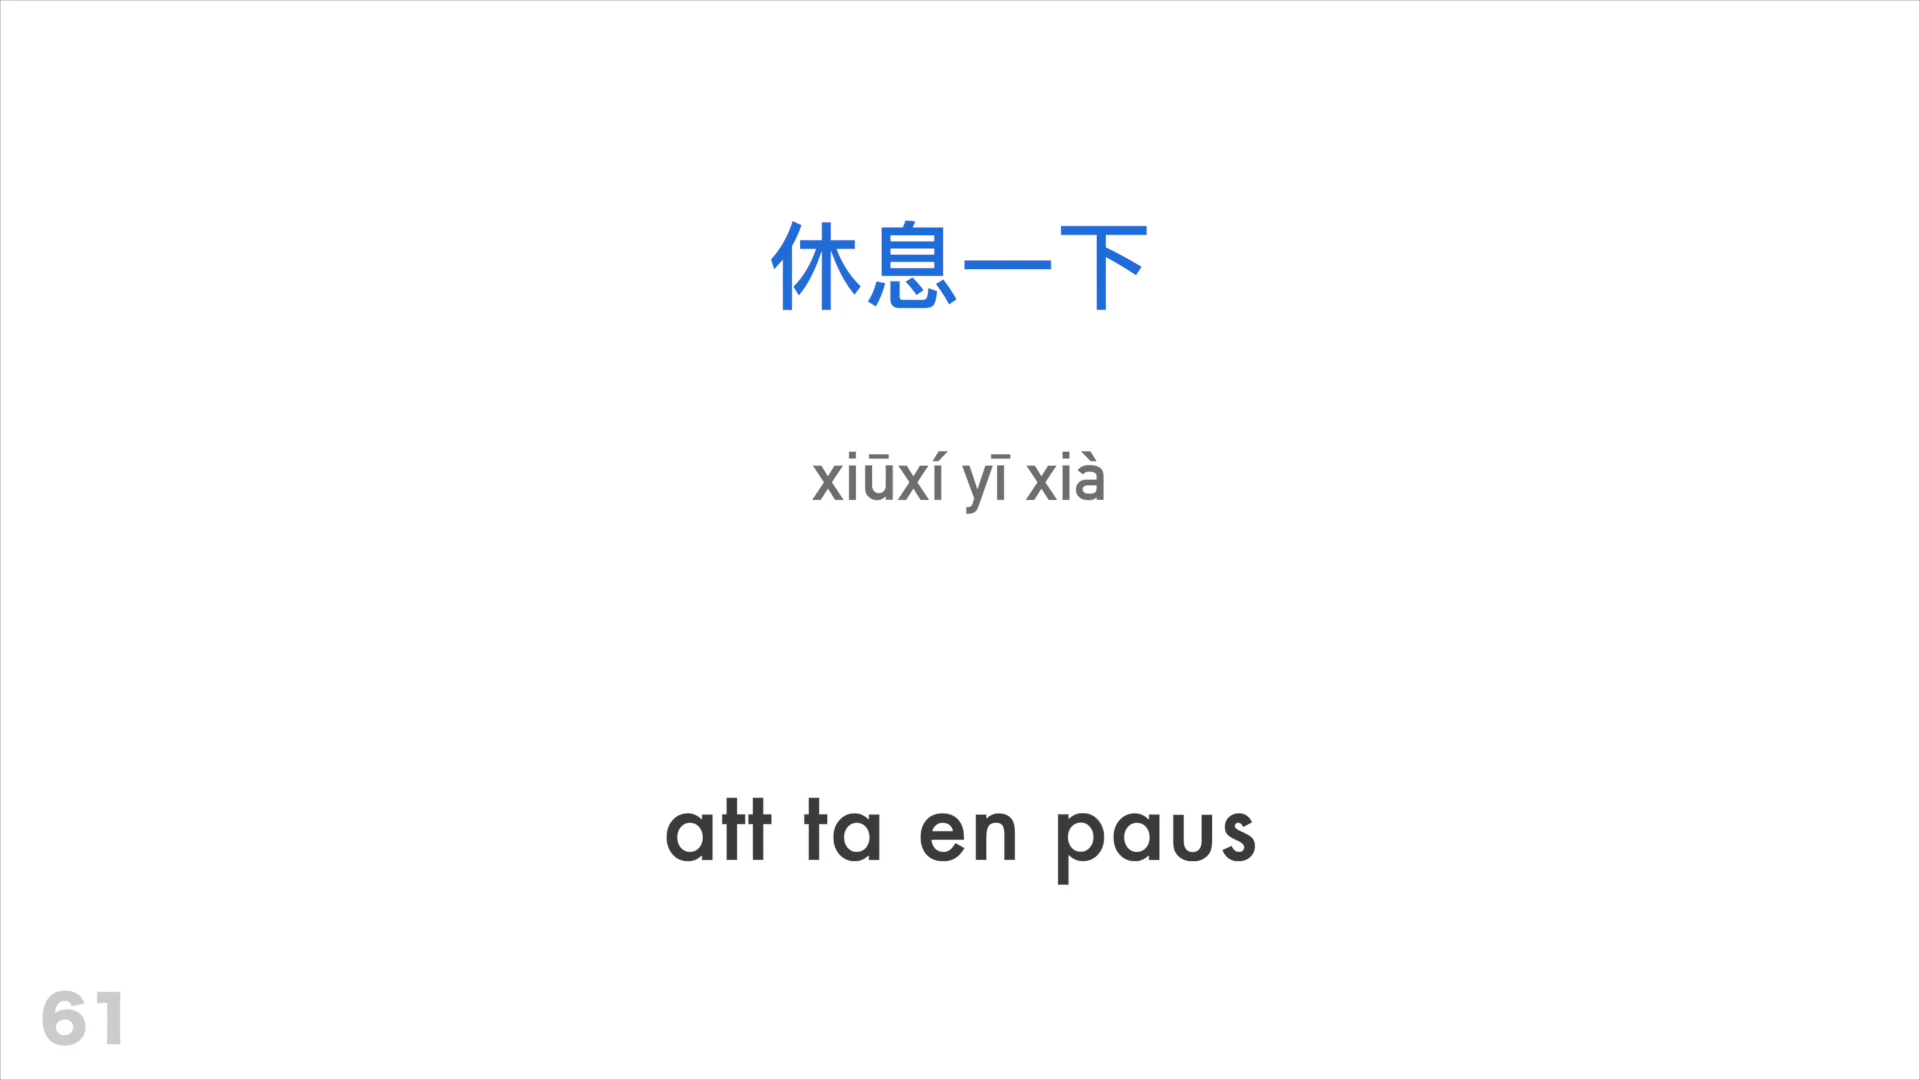 休息一下
xiūxí yī xià
att ta en paus
61